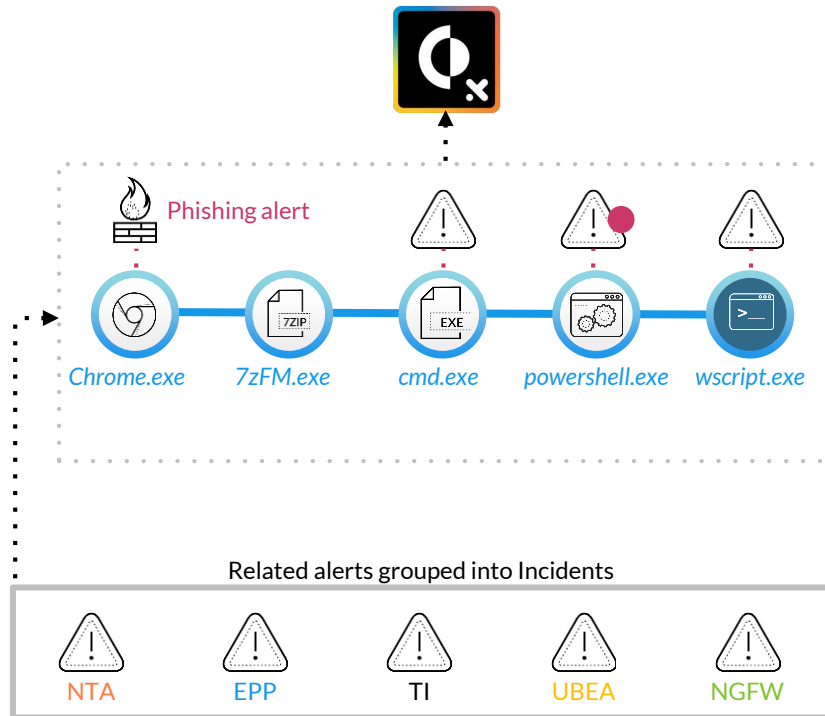 Phishing alert
7ZIP
EXE
>_
Chrome.exe
7zFM.exe
cmd.exe
powershell.exe
wscript.exe
Related alerts grouped into Incidents
NTA
EPP
TI
UBEA
NGFW